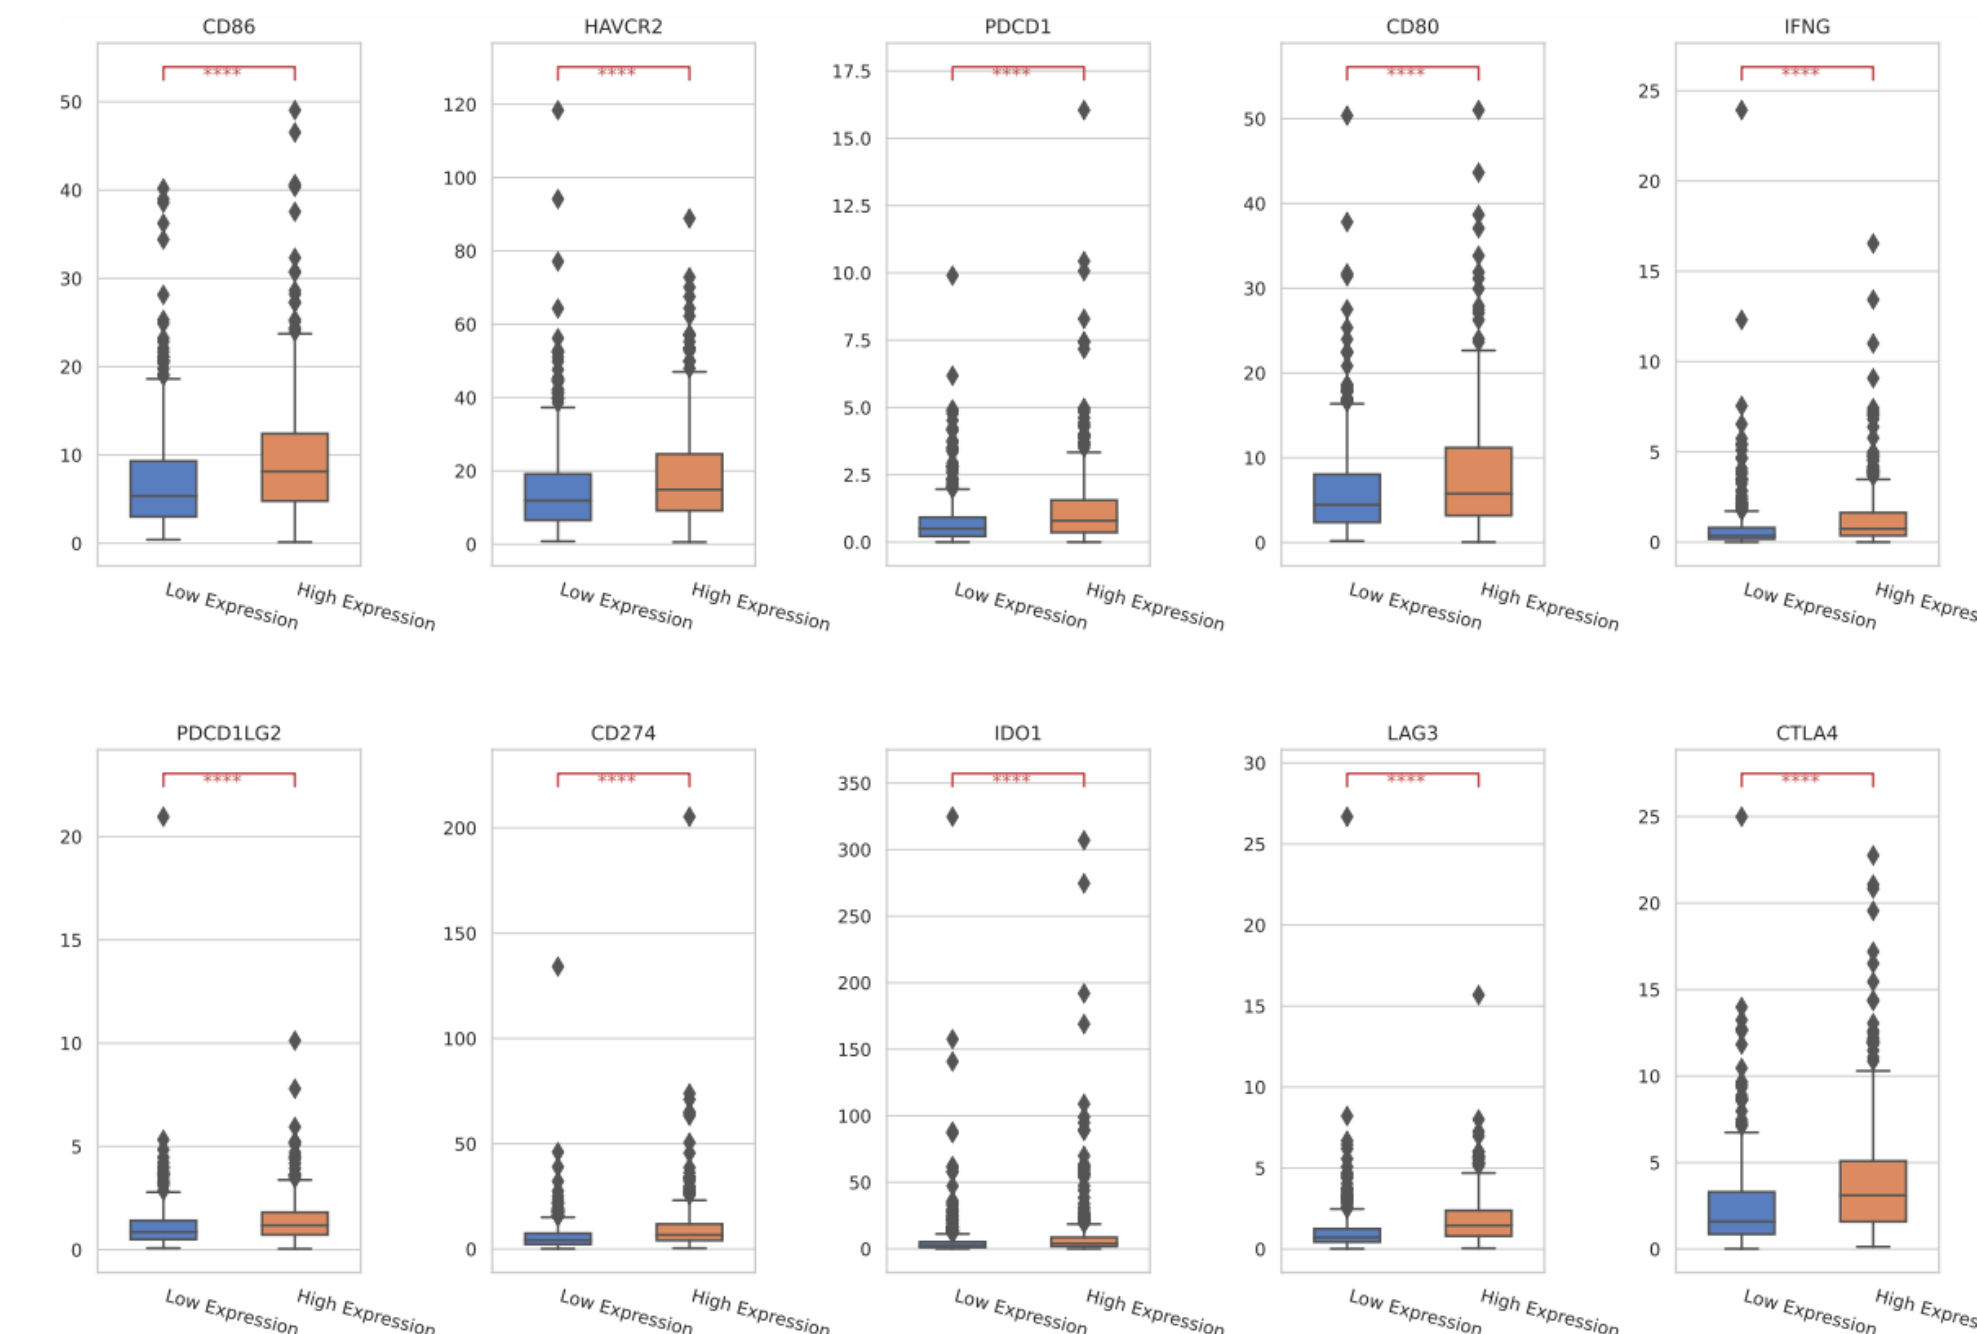 CD86 HAVCR2 PDCD1 CD80 IFNG
**** **** **** **** ****
50 40 30 20 10 0
120 100 80 60 40 20 0
17.5 15.0 12.5 10.0 7.5 5.0 2.5 0.0
50 40 30 20 10 0
25 20 15 10 5 0
Low Expression High Expression Low Expression High Expression Low Expression High Expression Low Expression High Expression Low Expression High Expres
PDCD1LG2 CD274 IDO1 LAG3 CTLA4
**** **** **** **** ****
20 15 10 5 0
200 150 100 50 0
350 300 250 200 150 100 50 0
30 25 20 15 10 5 0
25 20 15 10 5 0
Low Expression High Expression Low Expression High Expression Low Expression High Expression Low Expression High Expression Low Expression High Expres